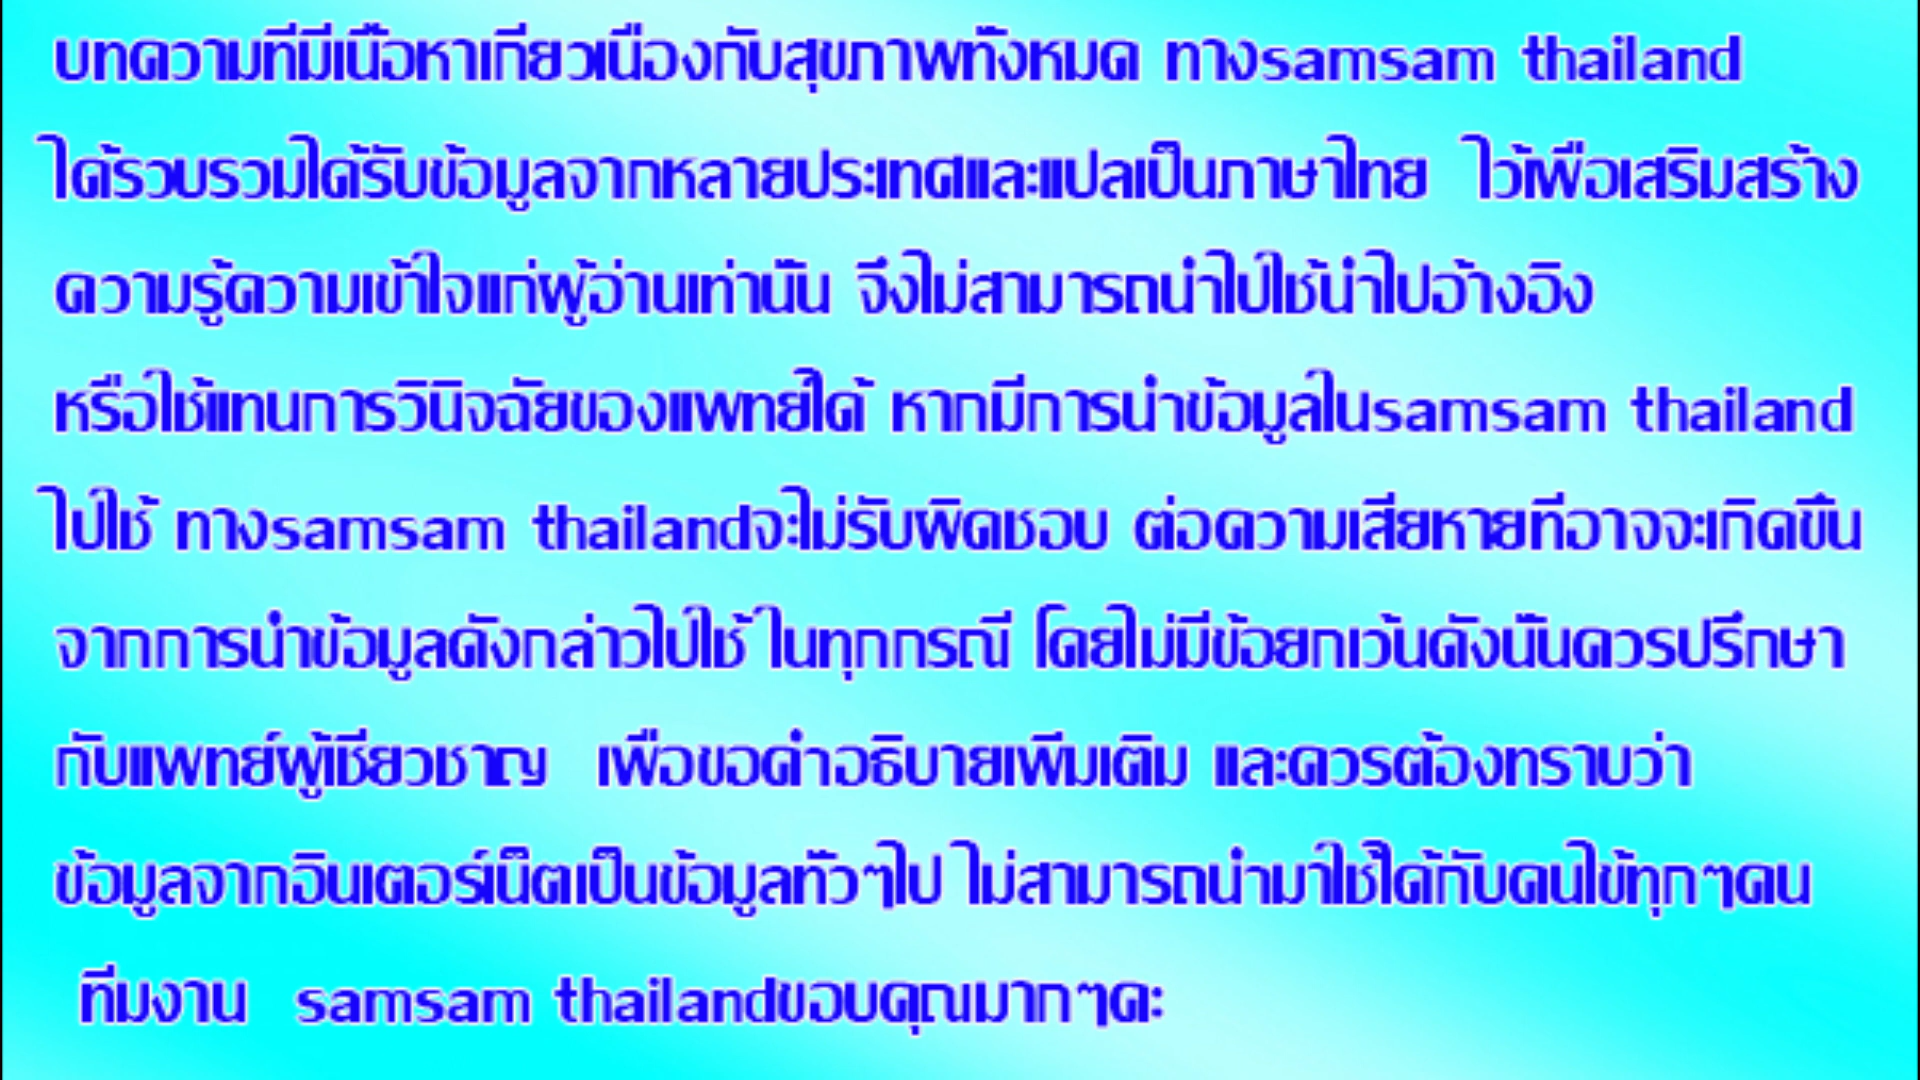 บทความที่มีเนื้อหาเกี่ยวเนื่องกับสุขภาพทั้งหมด ทางsamsam thailand
ได้รวบรวมได้รับข้อมูลจากหลายประเทศและแปลเป็นภาษาไทย ไว้เพื่อเสริมสร้าง
ความรู้ความเข้าใจแก่ผู้อ่านเท่านั้น จึงไม่สามารถนำไปใช้นำไปอ้างอิง
หรือใช้แทนการวินิจฉัยของแพทย์ได้ หากมีการนำข้อมูลในsamsam thailand
ไปใช้ ทางsamsam thailandจะไม่รับผิดชอบ ต่อความเสียหายที่อาจจะเกิดขึ้น
จากการนำข้อมูลดังกล่าวไปใช้ ในทุกกรณี โดยไม่มีข้อยกเว้นดังนั้นควรปรึกษา
กับแพทย์ผู้เชี่ยวชาญ เพื่อขอคำอธิบายเพิ่มเติม และควรต้องทราบว่า
ข้อมูลจากอินเตอร์เน็ตเป็นข้อมูลทั่วๆไป ไม่สามารถนำมาใช้ได้กับคนไข้ทุกๆคน
ทีมงาน samsam thailandขอบคุณมากๆคะ